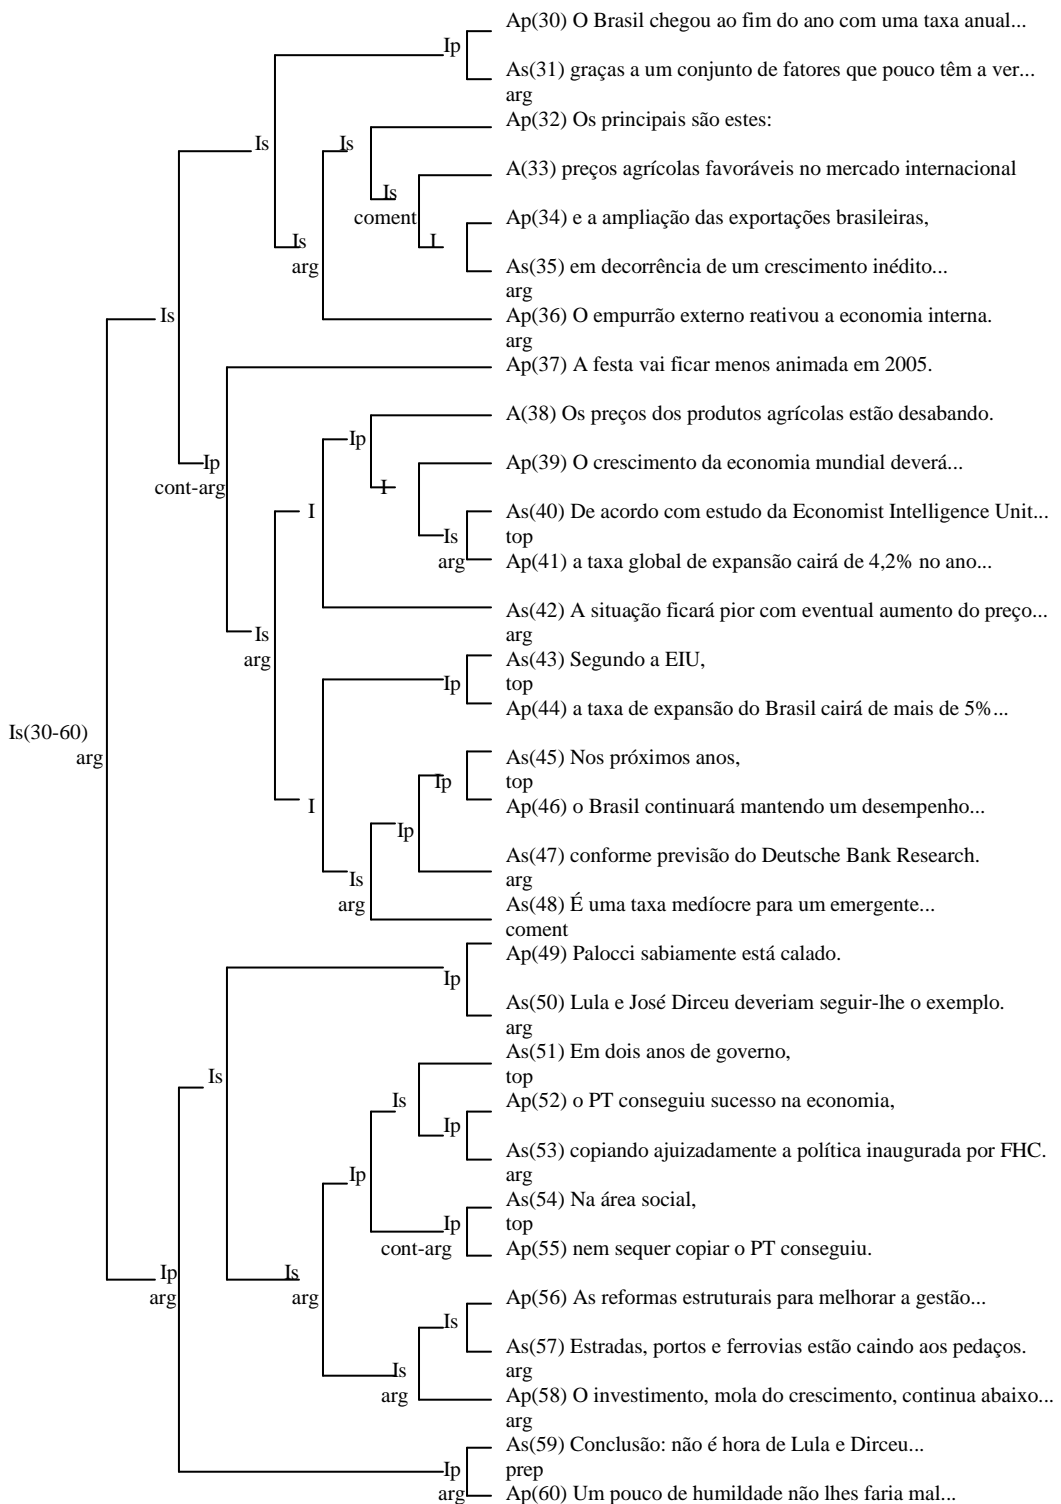 Ap(30) O Brasil chegou ao fim do ano com uma taxa anual...
Ip
As(31) graças a um conjunto de fatores que pouco têm a ver...
arg
Ap(32) Os principais são estes:
Is
Is
A(33) preços agrícolas favoráveis no mercado internacional
Is
coment
Ap(34) e a ampliação das exportações brasileiras,
Is
arg
I
As(35) em decorrência de um crescimento inédito...
arg
Is
Ap(36) O empurrão externo reativou a economia interna.
arg
Ap(37) A festa vai ficar menos animada em 2005.
A(38) Os preços dos produtos agrícolas estão desabando.
Ip
Ip
cont-arg
Ap(39) O crescimento da economia mundial deverá...
I
I
As(40) De acordo com estudo da Economist Intelligence Unit...
top
Is
arg
Ap(41) a taxa global de expansão cairá de 4,2% no ano...
As(42) A situação ficará pior com eventual aumento do preço...
arg
Is
arg
As(43) Segundo a EIU,
top
Ip
Ap(44) a taxa de expansão do Brasil cairá de mais de 5%...
Is(30-60)
arg
As(45) Nos próximos anos,
top
Ip
Ap(46) o Brasil continuará mantendo um desempenho...
I
Ip
As(47) conforme previsão do Deutsche Bank Research.
arg
Is
arg
As(48) É uma taxa medíocre para um emergente...
coment
Ap(49) Palocci sabiamente está calado.
Ip
As(50) Lula e José Dirceu deveriam seguir-lhe o exemplo.
arg
As(51) Em dois anos de governo,
top
Is
Is
Ap(52) o PT conseguiu sucesso na economia,
Ip
As(53) copiando ajuizadamente a política inaugurada por FHC.
arg
Ip
As(54) Na área social,
top
Ip
cont-arg
Ap(55) nem sequer copiar o PT conseguiu.
Ip
arg
Is
arg
Ap(56) As reformas estruturais para melhorar a gestão...
Is
As(57) Estradas, portos e ferrovias estão caindo aos pedaços.
arg
Is
arg
Ap(58) O investimento, mola do crescimento, continua abaixo...
arg
As(59) Conclusão: não é hora de Lula e Dirceu...
prep
Ip
arg
Ap(60) Um pouco de humildade não lhes faria mal...